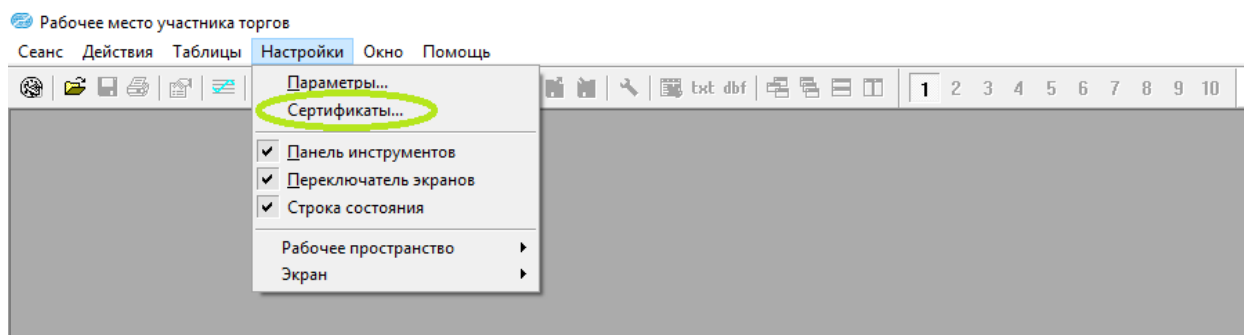 Рабочее место участника торгов
Сеанс Действия Таблицы Настройки Окно Помощь
txt dbf 1 2 3 4 5 6 7 8 9 10
Параметры...
Сертификаты...
Панель инструментов
Переключатель экранов
Строка состояния
Рабочее пространство
Экран